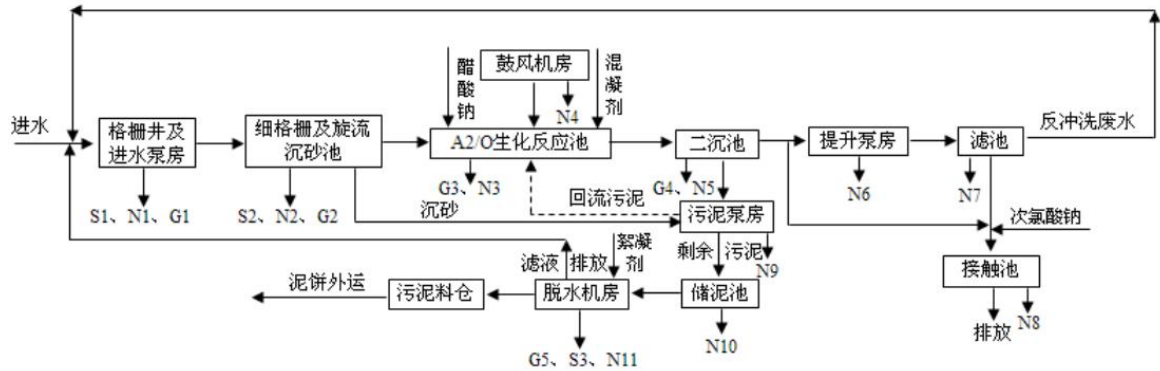 进水
格栅井及
进水泵房
S1、N1、G1
细格栅及旋流
沉砂池
S2、N2、G2
醋酸钠
鼓风机房
N4
混凝剂
A2/O生化反应池
G3、N3
二沉池
G4、N5
提升泵房
N6
滤池
N7
反冲洗废水
回流污泥
沉砂
污泥泵房
次氯酸钠
剩余
污泥
N9
接触池
排放
N8
滤液
排放
絮凝剂
泥饼外运
污泥料仓
脱水机房
储泥池
N10
G5、S3、N11